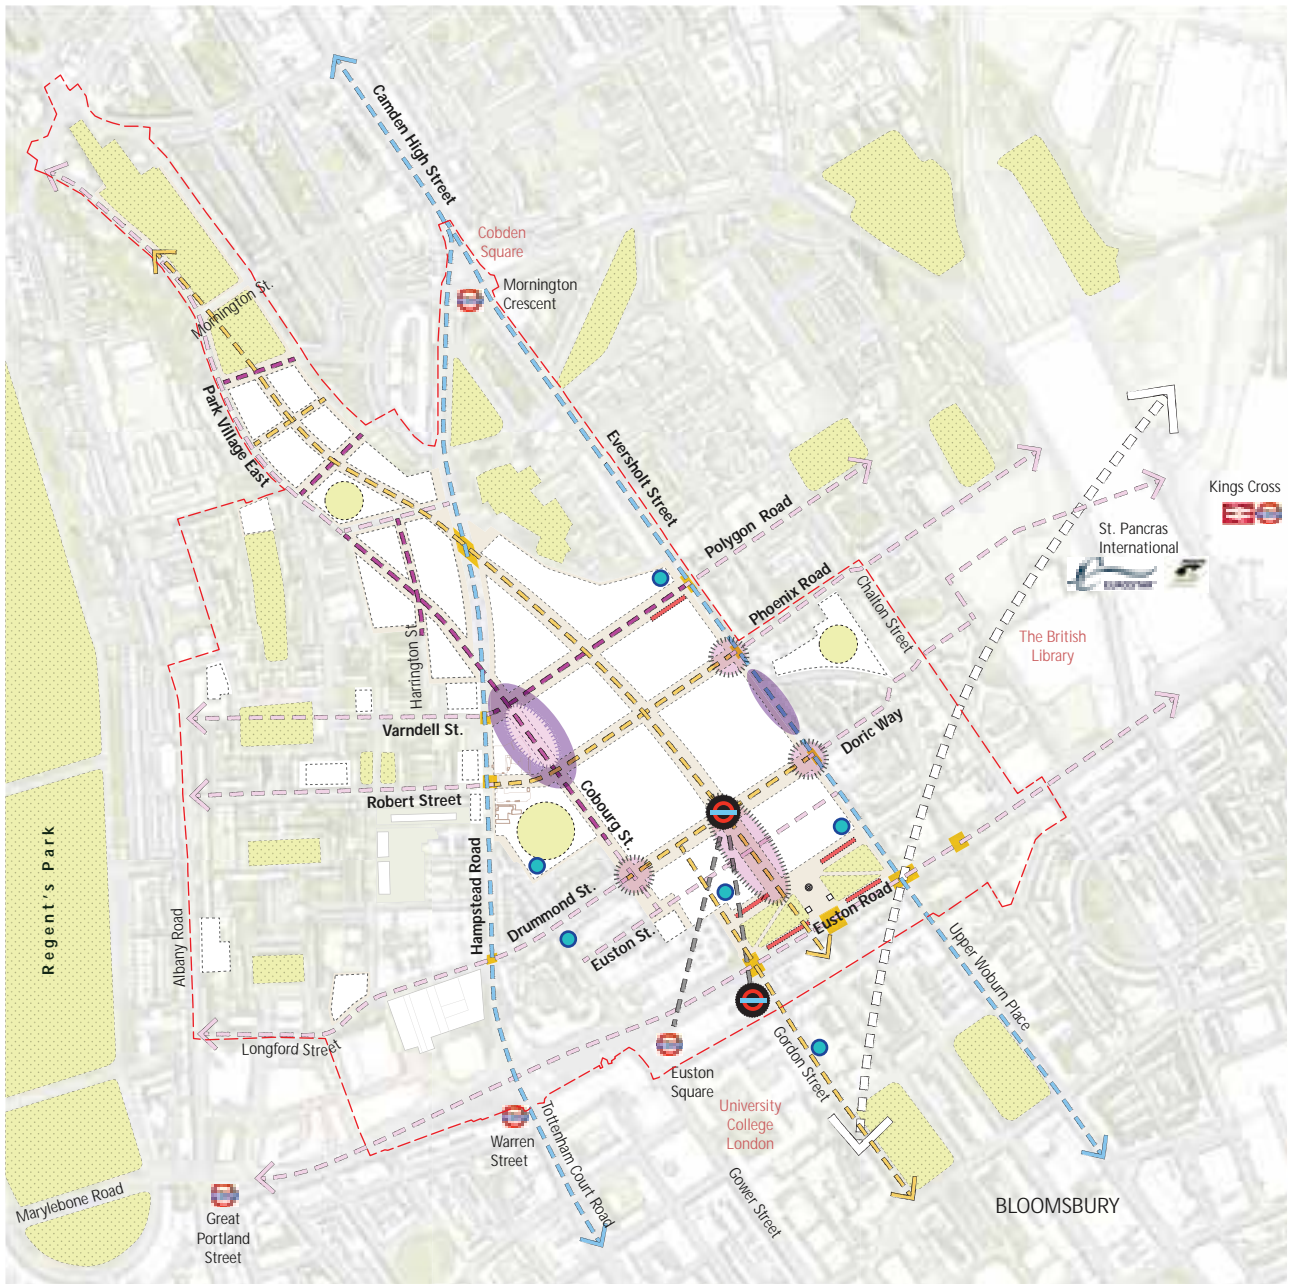 Camden High Street
Cobden
Square
Mornington
Crescent
Mornington St.
Park Village East
Eversholt Street
Polygon Road
Kings Cross
St. Pancras
International
Phoenix Road
Chalton Street
The British
Library
Harrington St.
Varndell St.
Doric Way
Robert Street
Cobourg St.
Regent's Park
Hampstead Road
Albany Road
Drummond St.
Euston St.
Euston Road
Upper Woburn Place
Longford Street
Gordon Street
Euston
Square
University
College
London
Warren
Street
Tottenham Court Road
Gower Street
Marylebone Road
Great
Portland
Street
BLOOMSBURY